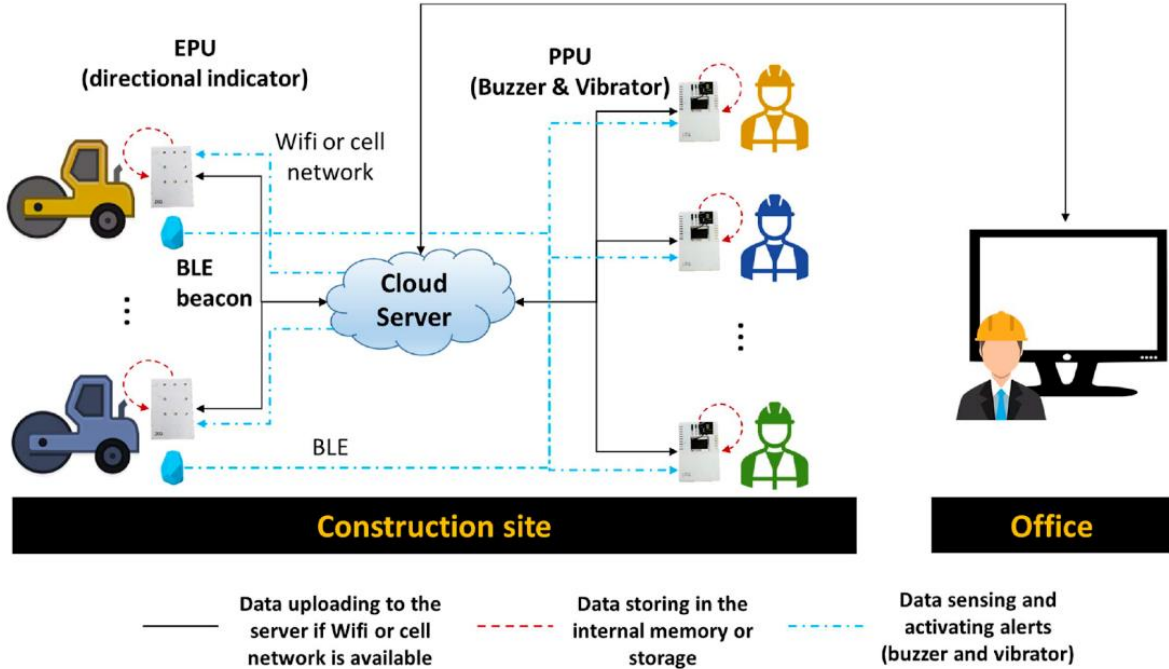 EPU
(directional indicator)
PPU
(Buzzer & Vibrator)
Wifi or cell
network
BLE
beacon
Cloud
Server
BLE
Construction site
Office
Data uploading to the
server if Wifi or cell
network is available
Data storing in the
internal memory or
storage
Data sensing and
activating alerts
(buzzer and vibrator)